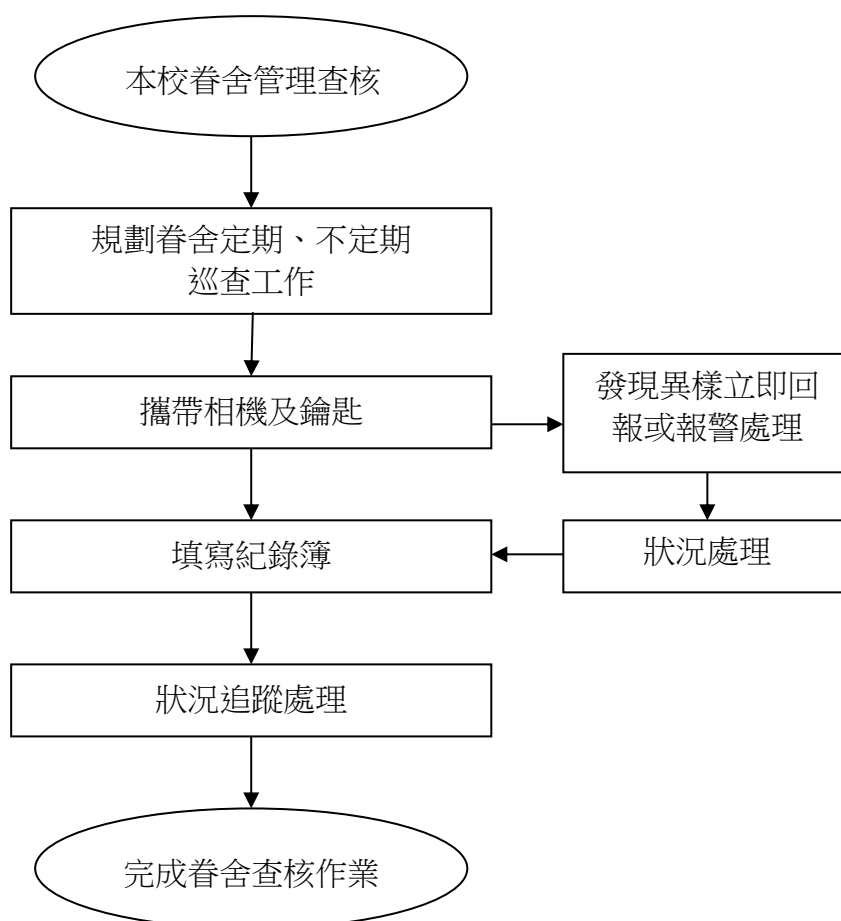 本校眷舍管理查核
規劃眷舍定期、不定期
巡查工作
攜帶相機及鑰匙
發現異樣立即回
報或報警處理
填寫紀錄簿
狀況處理
狀況追蹤處理
完成眷舍查核作業